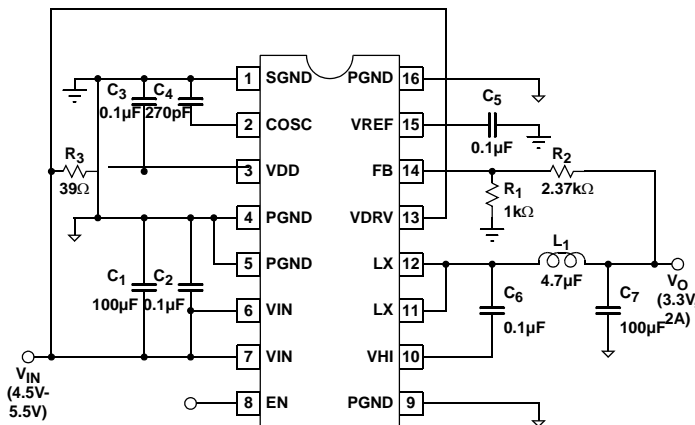 1 SGND PGND 16
C3 C4 C5
0.1µF 270pF
2 COSC VREF 15
0.1µF
R3 R2
39Ω 3 VDD FB 14 2.37kΩ
R1
1kΩ
4 PGND VDRV 13
L1
5 PGND LX 12 4.7µF
C1 C2 VO
100µF 0.1µF C6 C7 (3.3V,
6 VIN LX 11 0.1µF 100µF 2A)
7 VIN VHI 10
VIN
(4.5V-
5.5V)
8 EN PGND 9